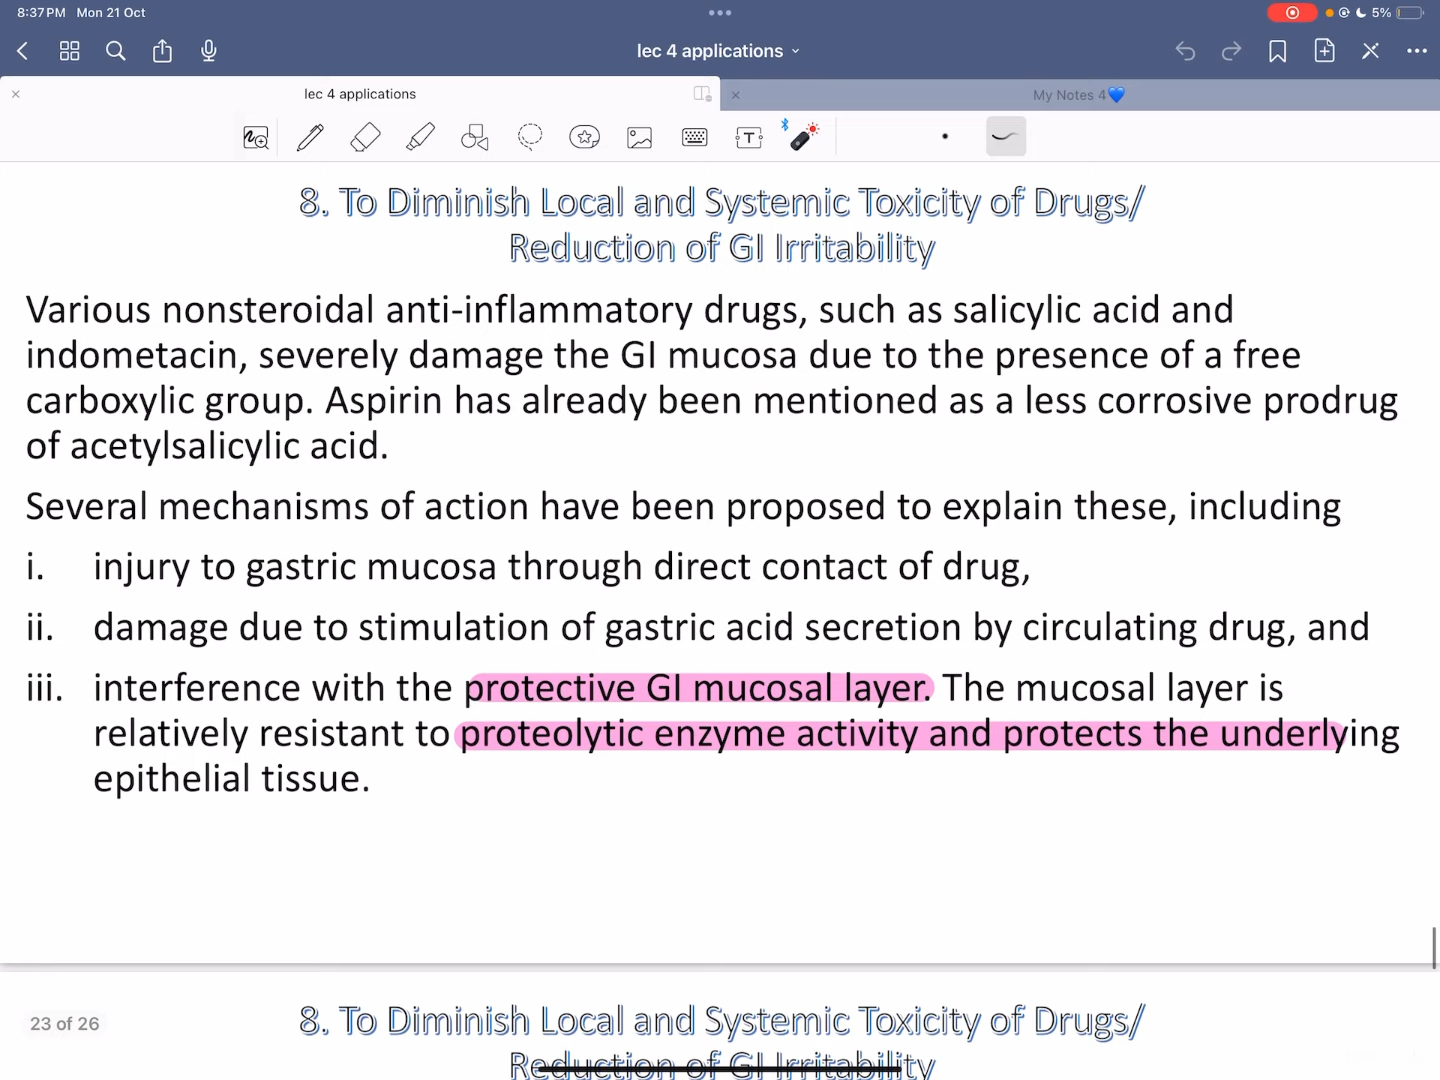 8:37 PM Mon 21 Oct
5%
lec 4 applications
lec 4 applications
My Notes 4💙
8. To Diminish Local and Systemic Toxicity of Drugs/
Reduction of GI Irritability
Various nonsteroidal anti-inflammatory drugs, such as salicylic acid and
indometacin, severely damage the GI mucosa due to the presence of a free
carboxylic group. Aspirin has already been mentioned as a less corrosive prodrug
of acetylsalicylic acid.
Several mechanisms of action have been proposed to explain these, including
i. injury to gastric mucosa through direct contact of drug,
ii. damage due to stimulation of gastric acid secretion by circulating drug, and
iii. interference with the protective GI mucosal layer. The mucosal layer is
relatively resistant to proteolytic enzyme activity and protects the underlying
epithelial tissue.
23 of 26
8. To Diminish Local and Systemic Toxicity of Drugs/
Reduction of GI Irritability